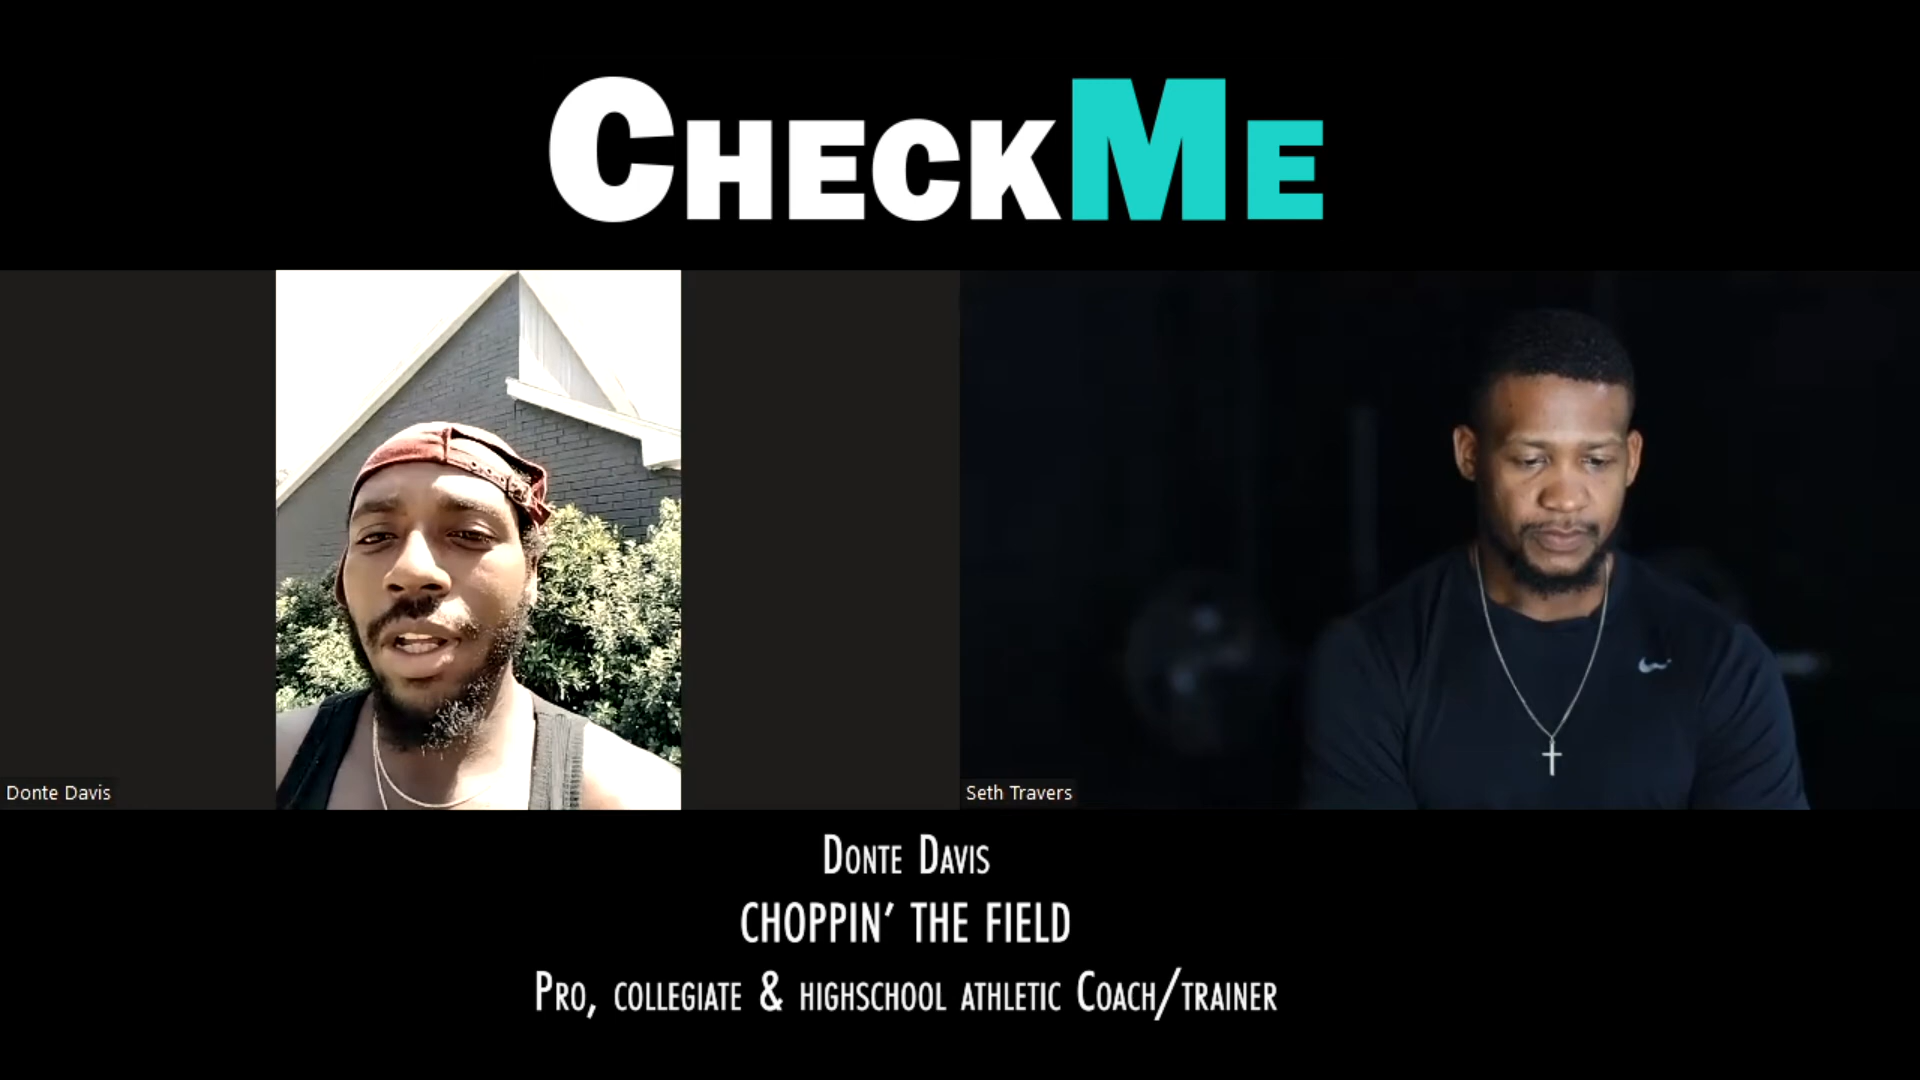 CHECKME
Donte Davis
Seth Travers
DONTE DAVIS
CHOPPIN' THE FIELD
PRO, COLLEGIATE & HIGHSCHOOL ATHLETIC COACH/TRAINER